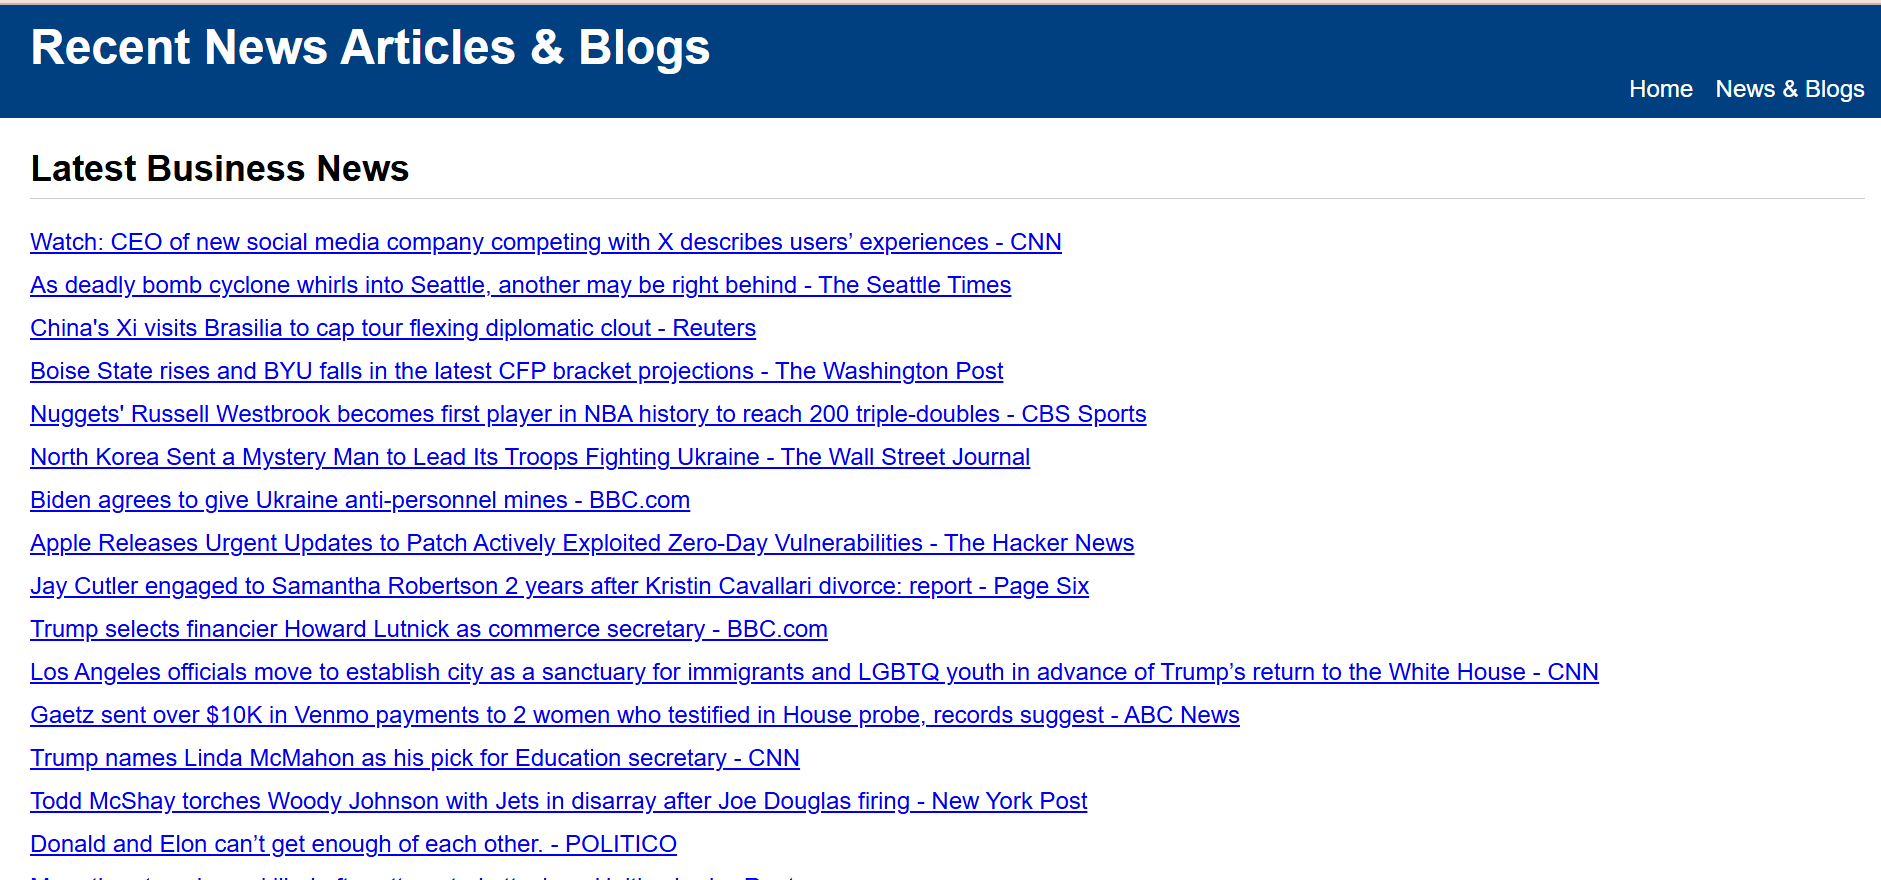 Recent News Articles & Blogs
Home News & Blogs
Latest Business News
Watch: CEO of new social media company competing with X describes users’ experiences - CNN
As deadly bomb cyclone whirls into Seattle, another may be right behind - The Seattle Times
China's Xi visits Brasilia to cap tour flexing diplomatic clout - Reuters
Boise State rises and BYU falls in the latest CFP bracket projections - The Washington Post
Nuggets' Russell Westbrook becomes first player in NBA history to reach 200 triple-doubles - CBS Sports
North Korea Sent a Mystery Man to Lead Its Troops Fighting Ukraine - The Wall Street Journal
Biden agrees to give Ukraine anti-personnel mines - BBC.com
Apple Releases Urgent Updates to Patch Actively Exploited Zero-Day Vulnerabilities - The Hacker News
Jay Cutler engaged to Samantha Robertson 2 years after Kristin Cavallari divorce: report - Page Six
Trump selects financier Howard Lutnick as commerce secretary - BBC.com
Los Angeles officials move to establish city as a sanctuary for immigrants and LGBTQ youth in advance of Trump’s return to the White House - CNN
Gaetz sent over $10K in Venmo payments to 2 women who testified in House probe, records suggest - ABC News
Trump names Linda McMahon as his pick for Education secretary - CNN
Todd McShay torches Woody Johnson with Jets in disarray after Joe Douglas firing - New York Post
Donald and Elon can’t get enough of each other. - POLITICO